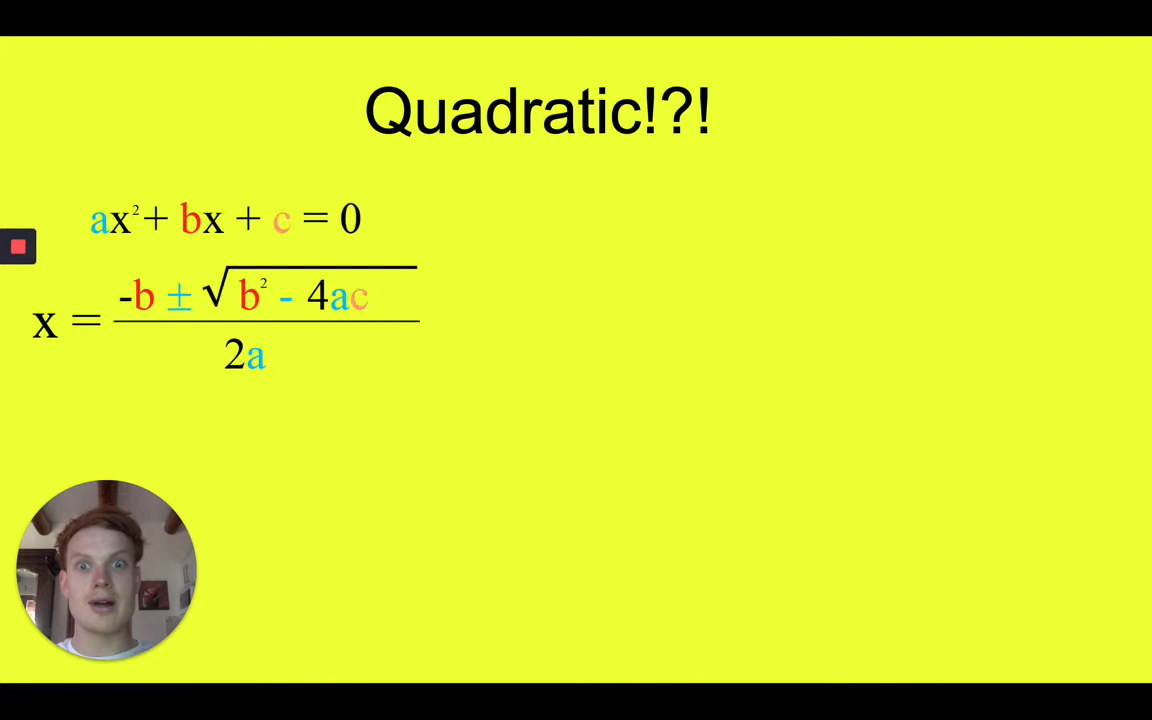 Quadratic!?!
ax²+ bx + c = 0
x = -b ± √b² - 4ac
2a